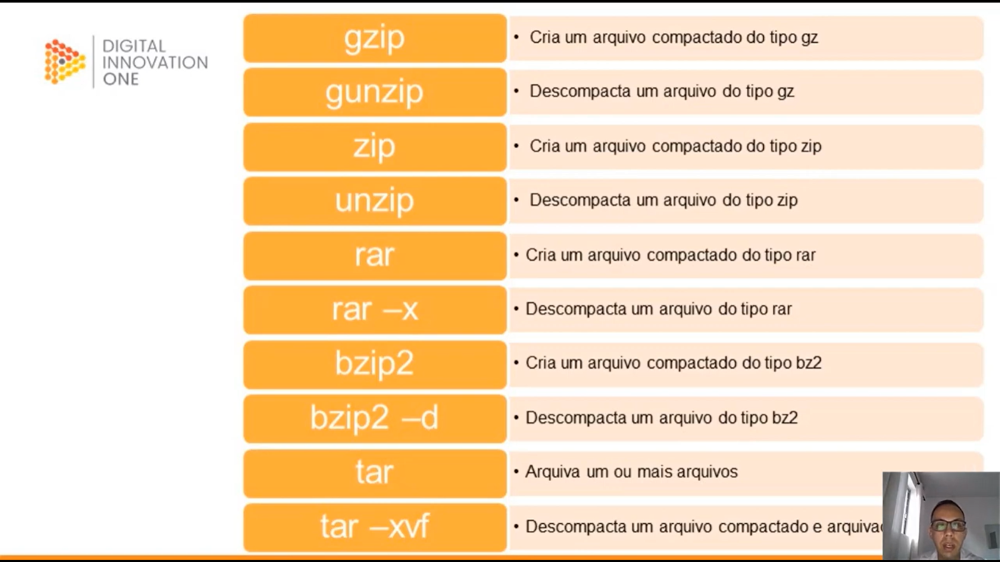 DIGITAL
INNOVATION
ONE
gzip
• Cria um arquivo compactado do tipo gz
gunzip
• Descompacta um arquivo do tipo gz
zip
• Cria um arquivo compactado do tipo zip
unzip
• Descompacta um arquivo do tipo zip
rar
• Cria um arquivo compactado do tipo rar
rar –x
• Descompacta um arquivo do tipo rar
bzip2
• Cria um arquivo compactado do tipo bz2
bzip2 –d
• Descompacta um arquivo do tipo bz2
tar
• Arquiva um ou mais arquivos
tar –xvf
• Descompacta um arquivo compactado e